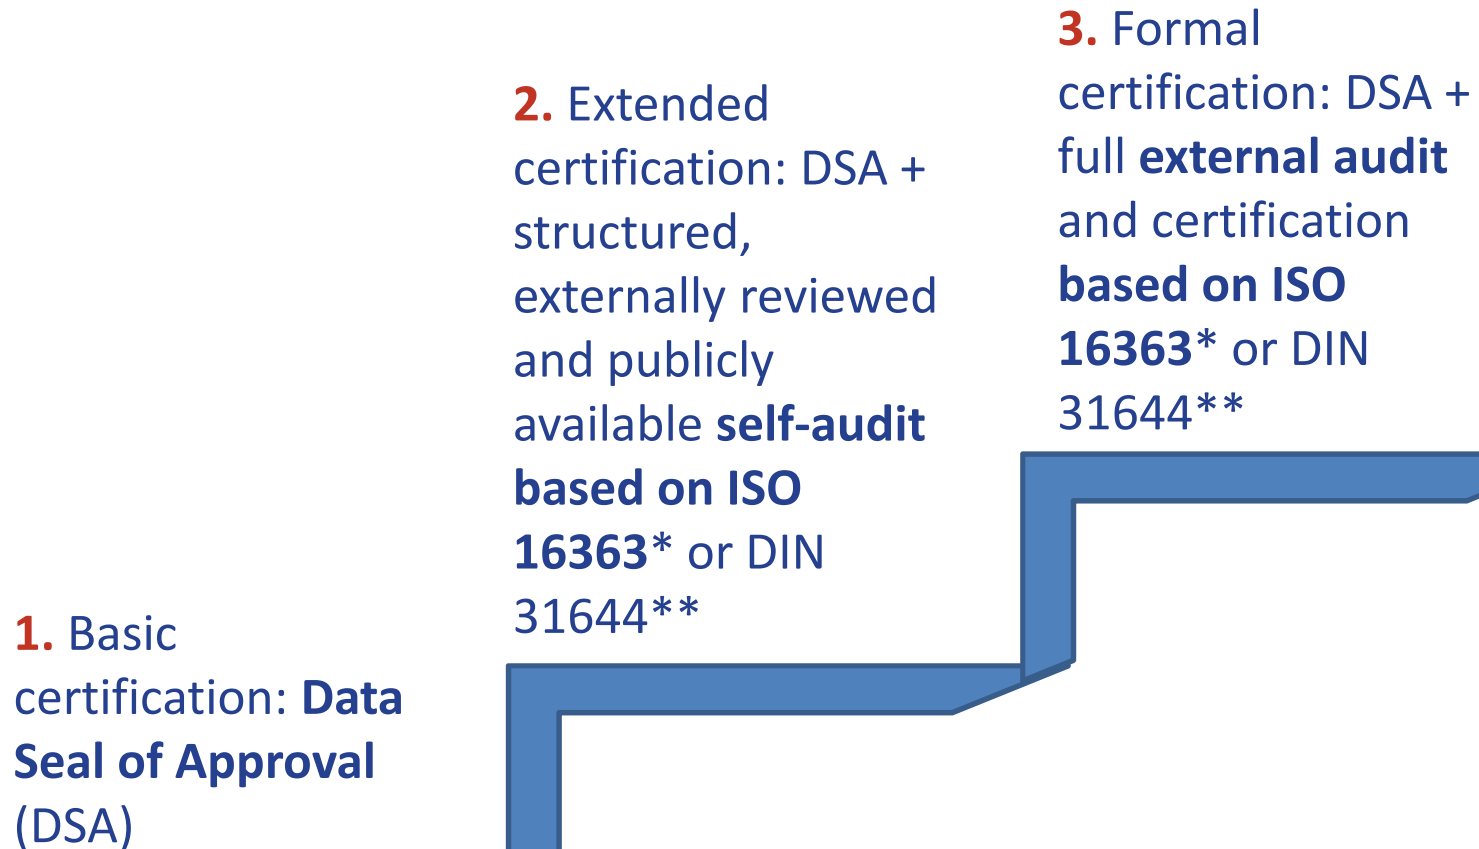 1. Basic
certification: Data
Seal of Approval
(DSA)
2. Extended
certification: DSA +
structured,
externally reviewed
and publicly
available self-audit
based on ISO
16363* or DIN
31644**
3. Formal
certification: DSA +
full external audit
and certification
based on ISO
16363* or DIN
31644**